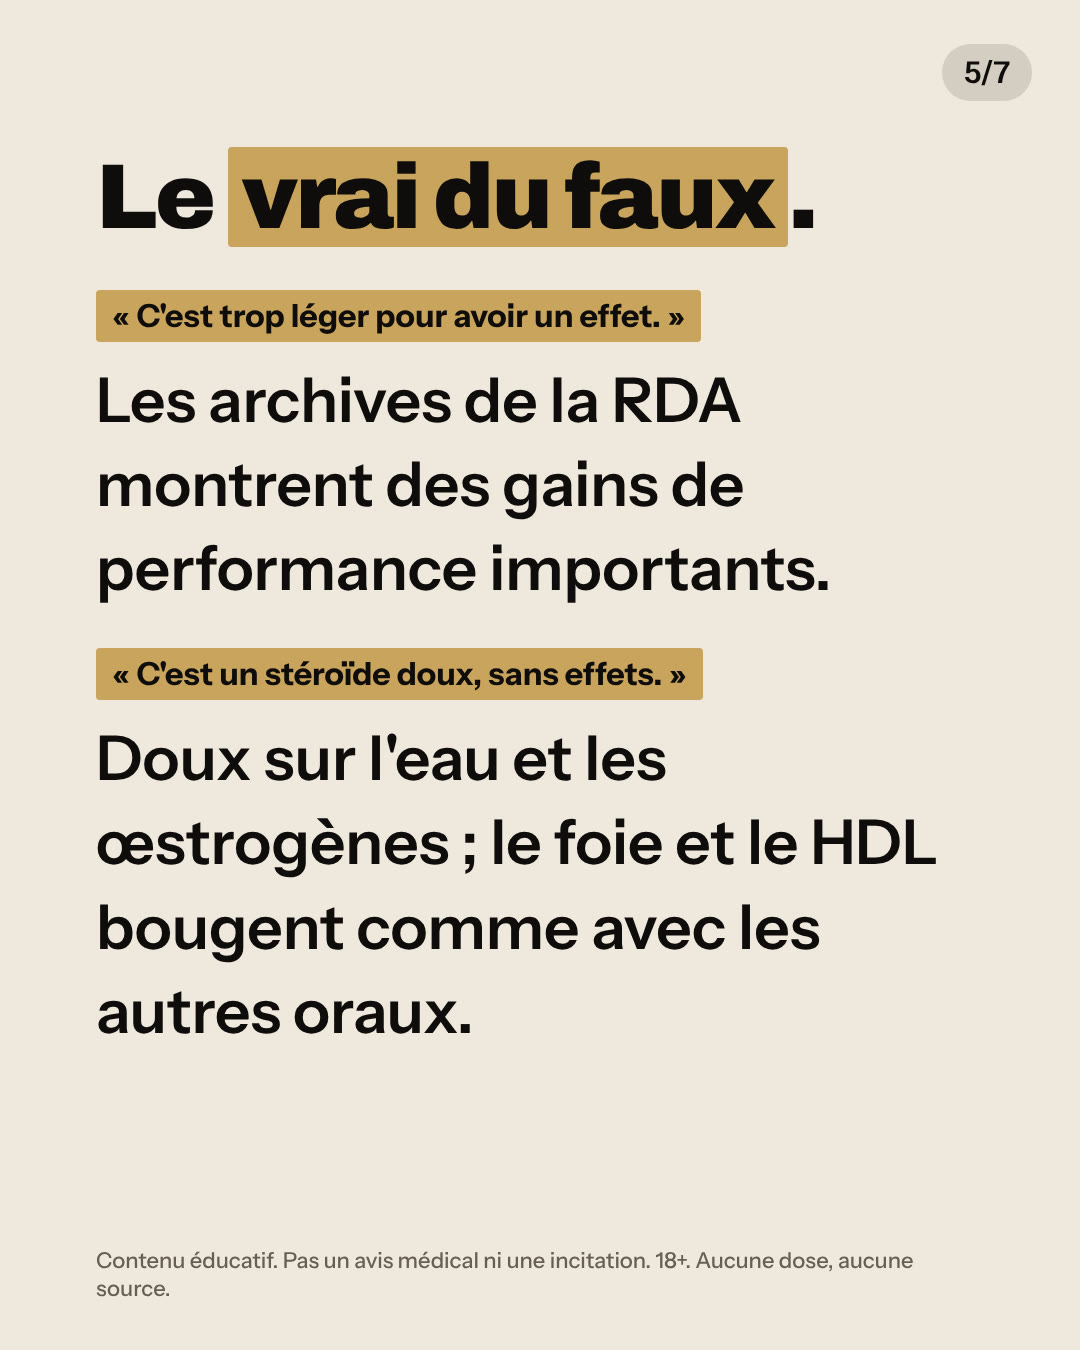 5/7
Le vrai du faux.
« C'est trop léger pour avoir un effet. »
Les archives de la RDA
montrent des gains de
performance importants.
« C'est un stéroïde doux, sans effets. »
Doux sur l'eau et les
œstrogènes ; le foie et le HDL
bougent comme avec les
autres oraux.
Contenu éducatif. Pas un avis médical ni une incitation. 18+. Aucune dose, aucune
source.